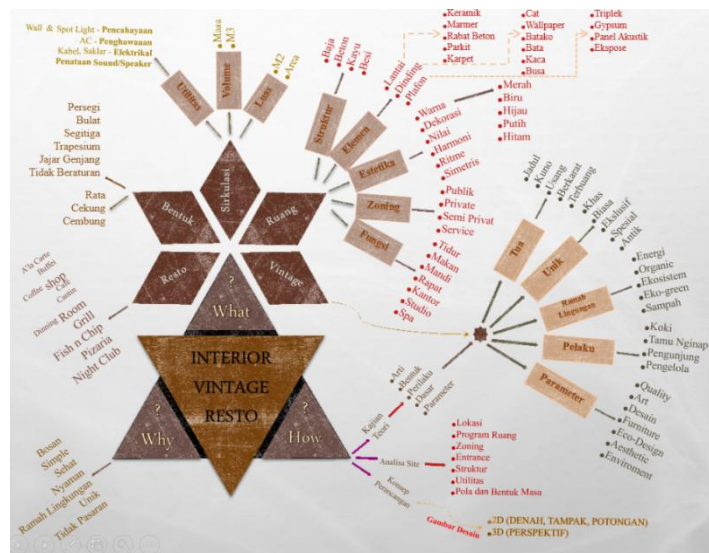 Wall & Spot Light - Pencahayaan
AC - Penghawaaan
Kabel, Saklar - Elektrikal
Penataan Sound/Speaker
Utilitas
Masa
M3
Volume
M2
Area
Luas
Baja
Beton
Kayu
Besi
Struktur
Lantai
Dinding
Plafon
Elemen
Keramik
Marmer
Rabat Beton
Parkit
Karpet
Cat
Wallpaper
Batako
Bata
Kaca
Busa
Triplek
Gypsum
Panel Akustik
Ekspose
Warna
Dekorasi
Nilai
Harmoni
Ritme
Simetris
Estetika
Merah
Biru
Hijau
Putih
Hitam
Publik
Private
Semi Privat
Service
Zoning
Tidur
Makan
Mandi
Rapat
Kantor
Studio
Spa
Fungsi
Persegi
Bulat
Segitiga
Trapesium
Jajar Genjang
Tidak Beraturan
Rata
Cekung
Cembung
Bentuk
Sirkulasi
Ruang
Resto
Vintage
A'la Carte
Buffet
Coffee shop
Cafe
Cantin
Dinning Room
Grill
Fish n Chip
Pizaria
Night Club
?
What
INTERIOR
VINTAGE
RESTO
?
Why
?
How
Bosan
Simple
Sehat
Nyaman
Ramah Lingkungan
Unik
Tidak Pasaran
Jadul
Kuno
Usang
Berkarat
Terbuang
Tua
Khas
Biasa
Ekslusif
Spesial
Antik
Unik
Energi
Organic
Ekosistem
Eko-green
Sampah
Ramah
Lingungan
Koki
Tamu Nginap
Pengunjung
Pengelola
Pelaku
Quality
Art
Desain
Furniture
Eco-Design
Aesthetic
Enviroment
Parameter
Arti
Bentuk
Perilaku
Dasar
Parameter
Kajian
Teori
Analisa Site
Lokasi
Program Ruang
Zoning
Entrance
Struktur
Utilitas
Pola dan Bentuk Masa
Konsep
Perancangan
Gambar Desain
2D (DENAH, TAMPAK, POTONGAN)
3D (PERSPEKTIF)